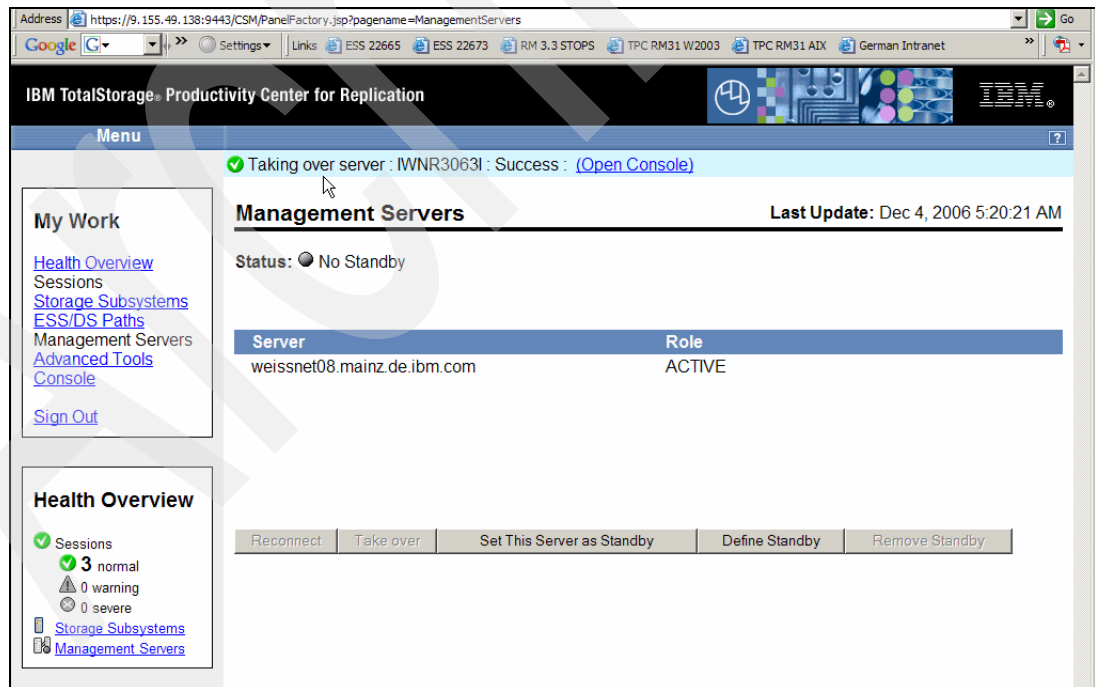 Address https://9.155.49.138:9443/CSM/PanelFactory.jsp?pagename=ManagementServers Go
Google G Settings Links ESS 22665 ESS 22673 RM 3.3 STOPS TPC RM31 W2003 TPC RM31 AIX German Intranet
IBM TotalStorage® Productivity Center for Replication IBM®
Menu ?
Taking over server : IWNR3063I : Success : (Open Console)
Management Servers Last Update: Dec 4, 2006 5:20:21 AM
Status: No Standby
Server Role
weissnet08.mainz.de.ibm.com ACTIVE
Reconnect Take over Set This Server as Standby Define Standby Remove Standby
My Work
Health Overview
Sessions
Storage Subsystems
ESS/DS Paths
Management Servers
Advanced Tools
Console
Sign Out
Health Overview
Sessions
3 normal
0 warning
0 severe
Storage Subsystems
Management Servers